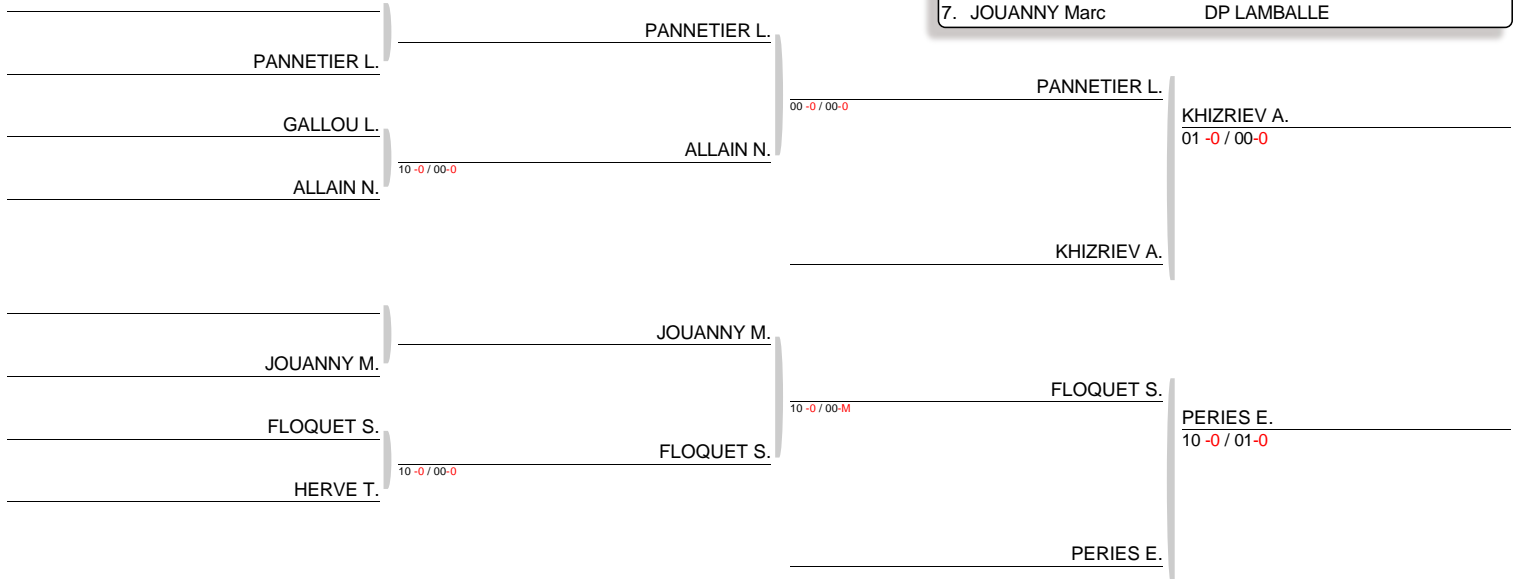 7. JOUANNY Marc DP LAMBALLE
PANNETIER L.
PANNETIER L.
PANNETIER L.
00 -0 / 00-0
KHIZRIEV A.
01 -0 / 00-0
GALLOU L.
ALLAIN N.
10 -0 / 00-0
ALLAIN N.
KHIZRIEV A.
JOUANNY M.
JOUANNY M.
FLOQUET S.
10 -0 / 00-M
PERIES E.
10 -0 / 01-0
FLOQUET S.
FLOQUET S.
10 -0 / 00-0
HERVE T.
PERIES E.